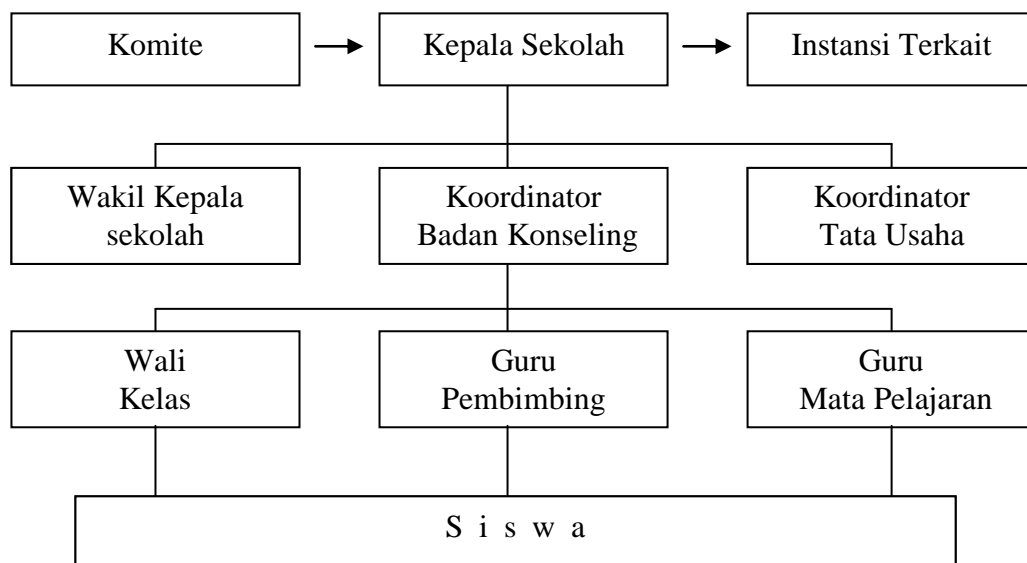 Komite
Kepala Sekolah
Instansi Terkait
Wakil Kepala
sekolah
Koordinator
Badan Konseling
Koordinator
Tata Usaha
Wali
Kelas
Guru
Pembimbing
Guru
Mata Pelajaran
S i s w a